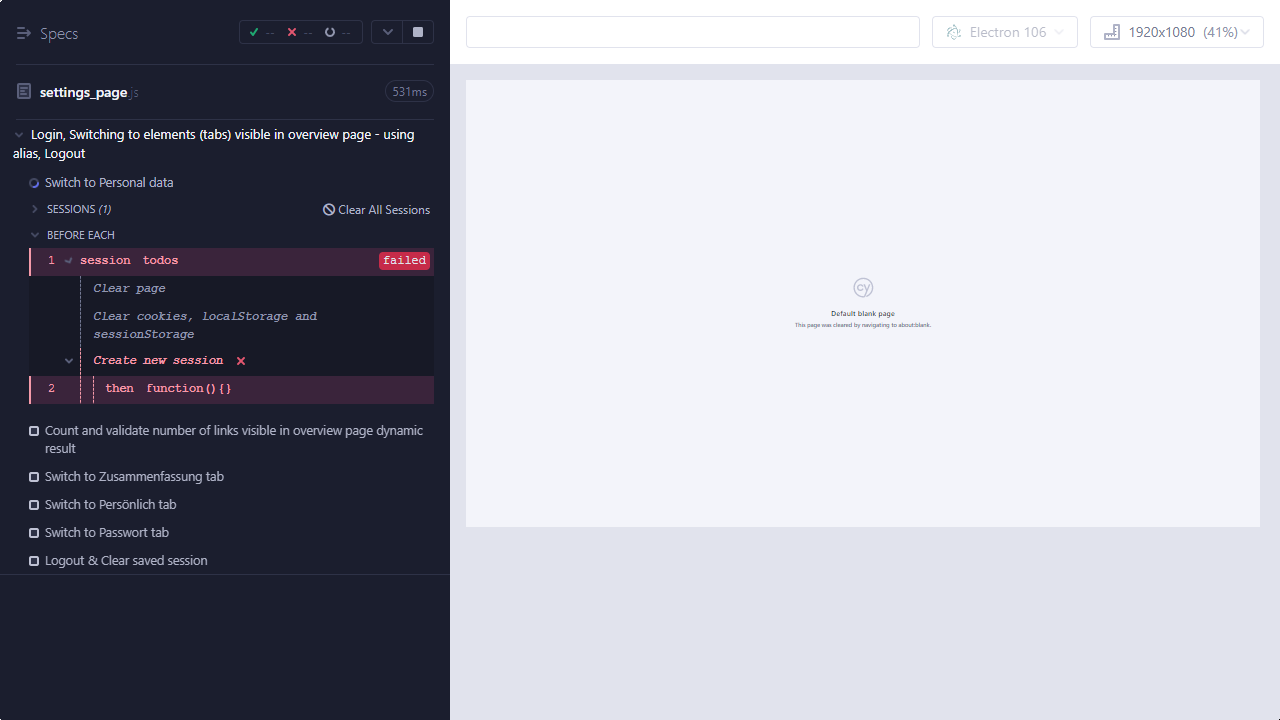 Specs
--
--
--
settings_page.js
531ms
Login, Switching to elements (tabs) visible in overview page - using
alias, Logout
Switch to Personal data
SESSIONS (1)
Clear All Sessions
BEFORE EACH
1 session todos failed
Clear page
Clear cookies, localStorage and
sessionStorage
Create new session
2 then function(){}
Count and validate number of links visible in overview page dynamic
result
Switch to Zusammenfassung tab
Switch to Persönlich tab
Switch to Passwort tab
Logout & Clear saved session
Electron 106
1920x1080 (41%)
cy
Default blank page
This page was cleared by navigating to about:blank.